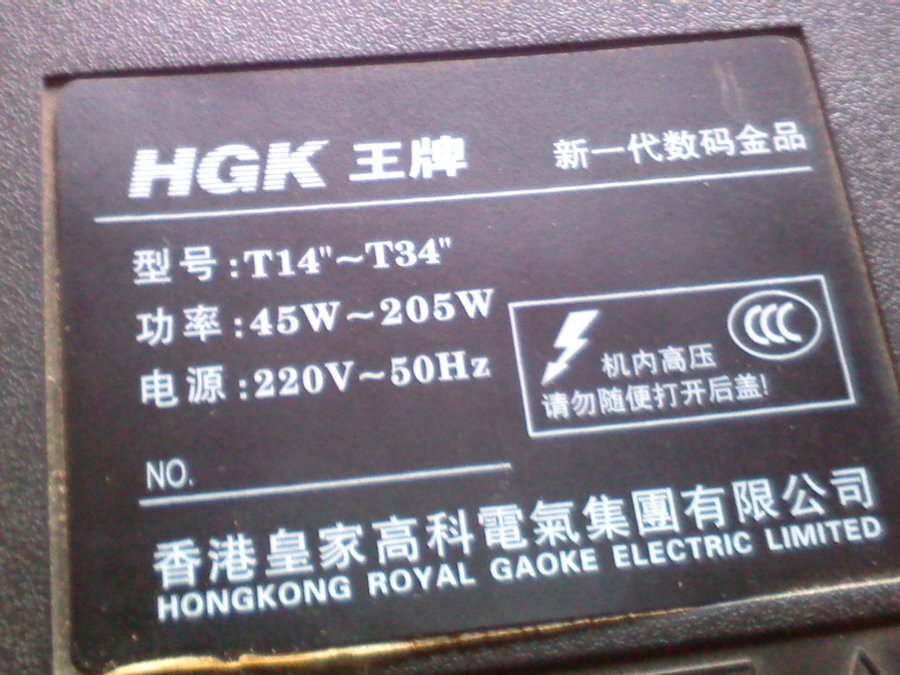 HGK 王牌 新一代数码金品
型号:T14"~T34"
功率:45W~205W
电源:220V~50Hz
CCC
机内高压
请勿随便打开后盖!
NO.
香港皇家高科電氣集團有限公司
HONGKONG ROYAL GAOKE ELECTRIC LIMITED